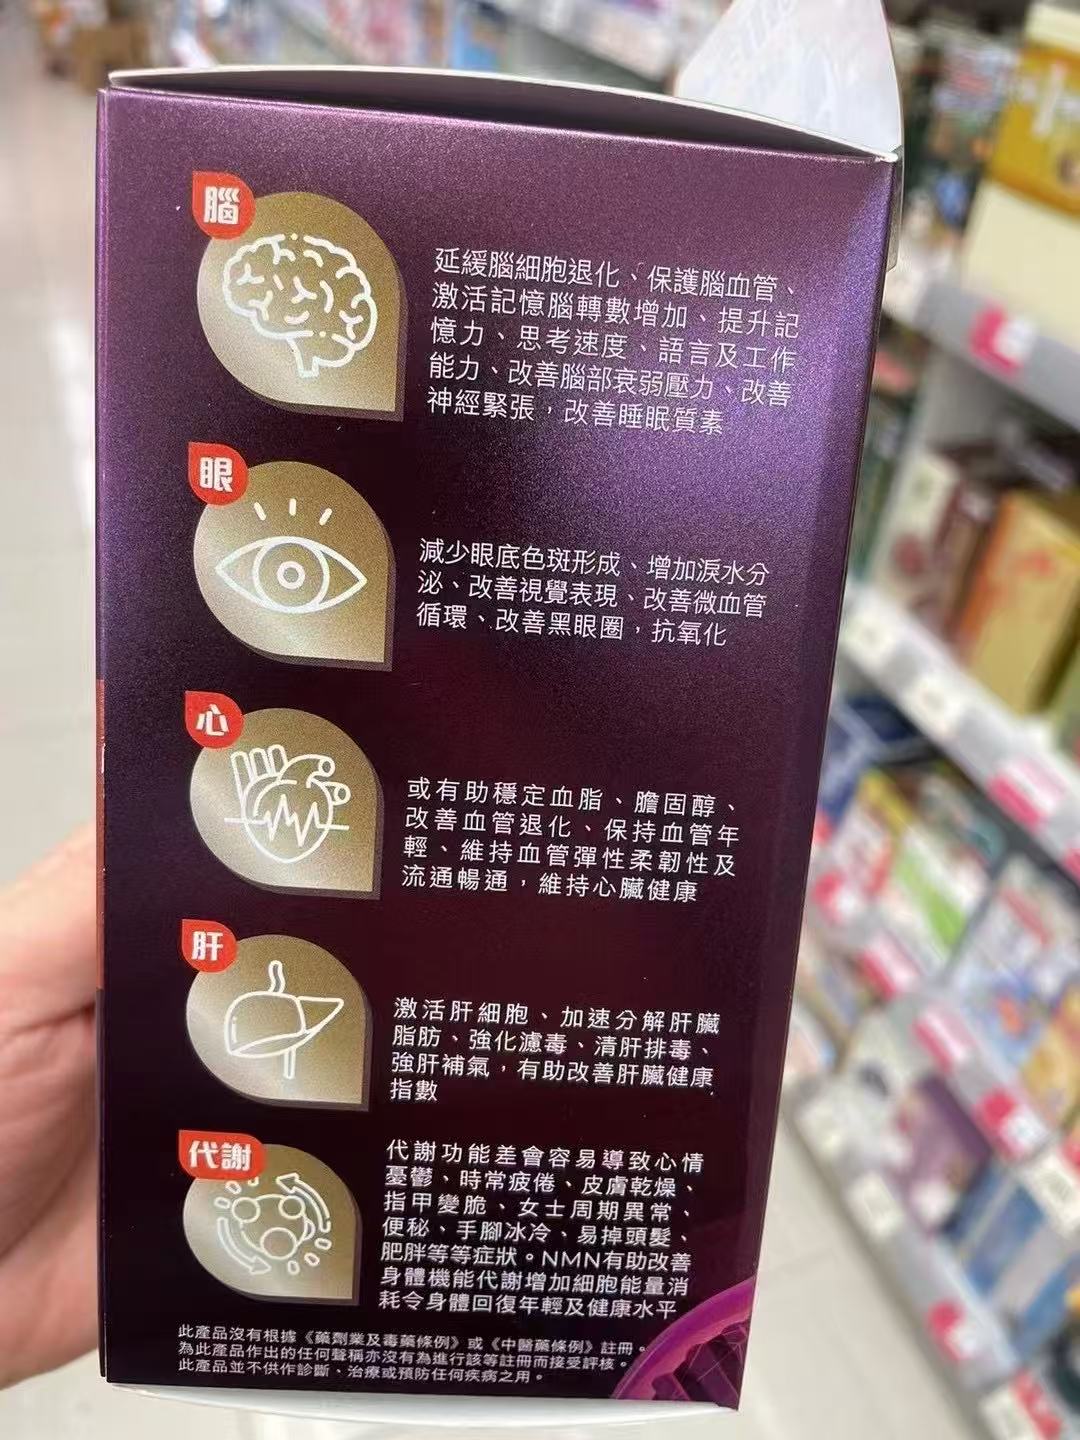 腦
延緩腦細胞退化、保護腦血管、
激活記憶腦轉數增加、提升記
憶力、思考速度、語言及工作
能力、改善腦部衰弱壓力、改善
神經緊張，改善睡眠質素
眼
減少眼底色斑形成、增加淚水分
泌、改善視覺表現、改善微血管
循環、改善黑眼圈，抗氧化
心
或有助穩定血脂、膽固醇、
改善血管退化、保持血管年
輕、維持血管彈性柔韌性及
流通暢通，維持心臟健康
肝
激活肝細胞、加速分解肝臟
脂肪、強化濾毒、清肝排毒、
強肝補氣，有助改善肝臟健康
指數
代謝
代謝功能差會容易導致心情
憂鬱、時常疲倦、皮膚乾燥、
指甲變脆、女士周期異常、
便秘、手腳冰冷、易掉頭髮、
肥胖等等症狀。NMN有助改善
身體機能代謝增加細胞能量消
耗令身體回復年輕及健康水平
此產品沒有根據《藥劑業及毒藥條例》或《中醫藥條例》註冊。
為此產品作出的任何聲稱亦沒有為進行該等註冊而接受評核。
此產品並不供作診斷、治療或預防任何疾病之用。